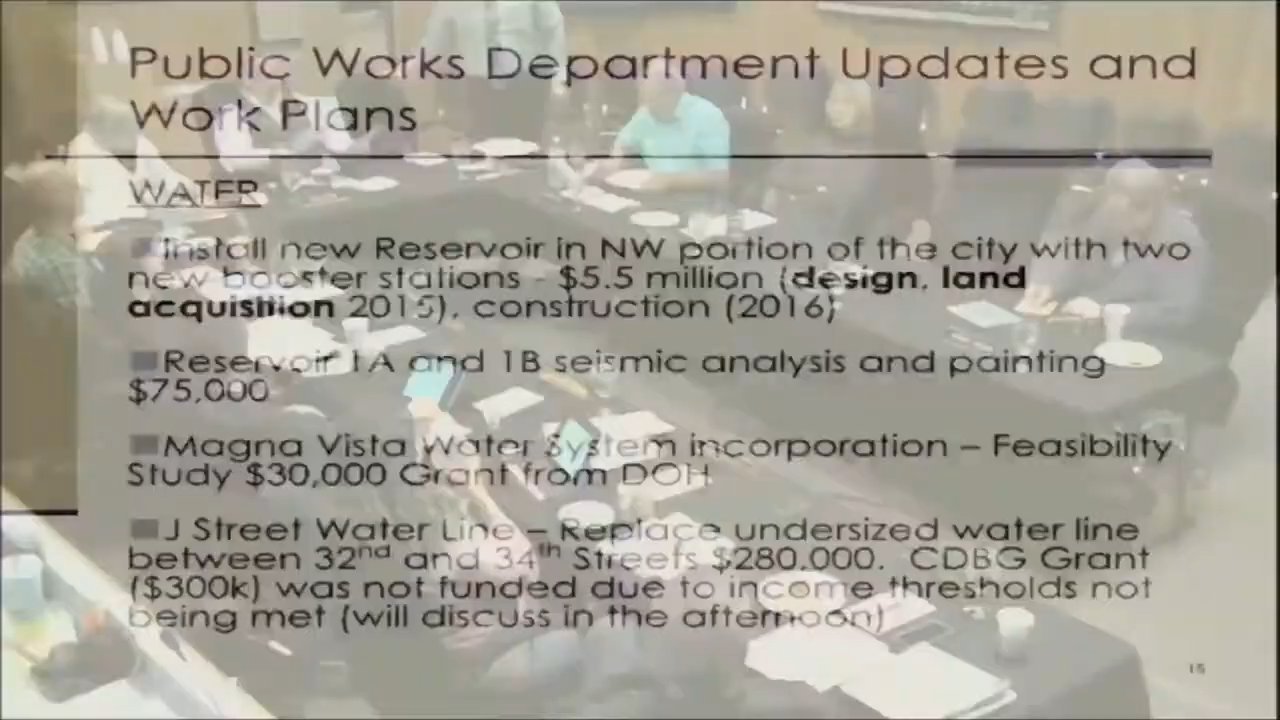 Public Works Department Updates and
Work Plans
WATER
Install new Reservoir in NW portion of the city with two
new booster stations - $5.5 million (design, land
acquisition 2015), construction (2016)
Reservoir 1A and 1B seismic analysis and painting
$75,000
Magna Vista Water System incorporation – Feasibility
Study $30,000 Grant from DOH
J Street Water Line – Replace undersized water line
between 32nd and 34th Streets $280,000. CDBG Grant
($300k) was not funded due to income thresholds not
being met (will discuss in the afternoon)
15